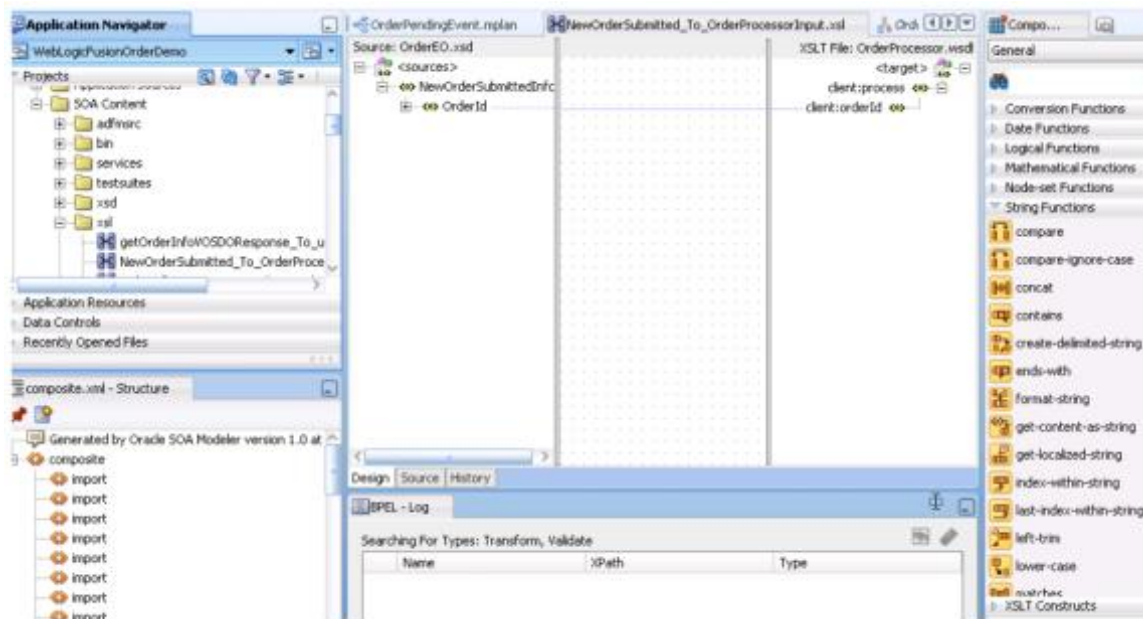 Application Navigator
WebLogicFusionOrderDemo
Projects
SOA Content
adfmsrc
bin
services
testsuites
xsd
xsl
getOrderInfoVOSDOResponse_To_u
NewOrderSubmitted_To_OrderProce
Application Resources
Data Controls
Recently Opened Files
composite.xml - Structure
Generated by Oracle SOA Modeler version 1.0 at
composite
import
import
import
import
import
import
import
import
OrderPendingEvent.mplan
NewOrderSubmitted_To_OrderProcessorInput.xsl
Ord
Source: OrderEO.xsd
XSLT File: OrderProcessor.wsdl
<sources>
<target>
NewOrderSubmittedInfo
client:process
OrderId
client:orderId
Design Source History
BPEL - Log
Searching For Types: Transform, Validate
Name XPath Type
Compo...
General
Conversion Functions
Date Functions
Logical Functions
Mathematical Functions
Node-set Functions
String Functions
compare
compare-ignore-case
concat
contains
create-delimited-string
ends-with
format-string
get-content-as-string
get-localized-string
index-within-string
last-index-within-string
left-trim
lower-case
matches
XSLT Constructs